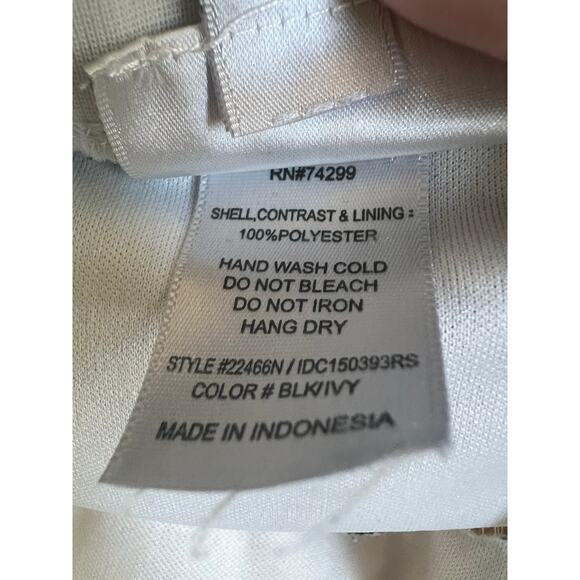 RN#74299
SHELL,CONTRAST & LINING :
100%POLYESTER
HAND WASH COLD
DO NOT BLEACH
DO NOT IRON
HANG DRY
STYLE #22466N / IDC150393RS
COLOR # BLK/IVY
MADE IN INDONESIA